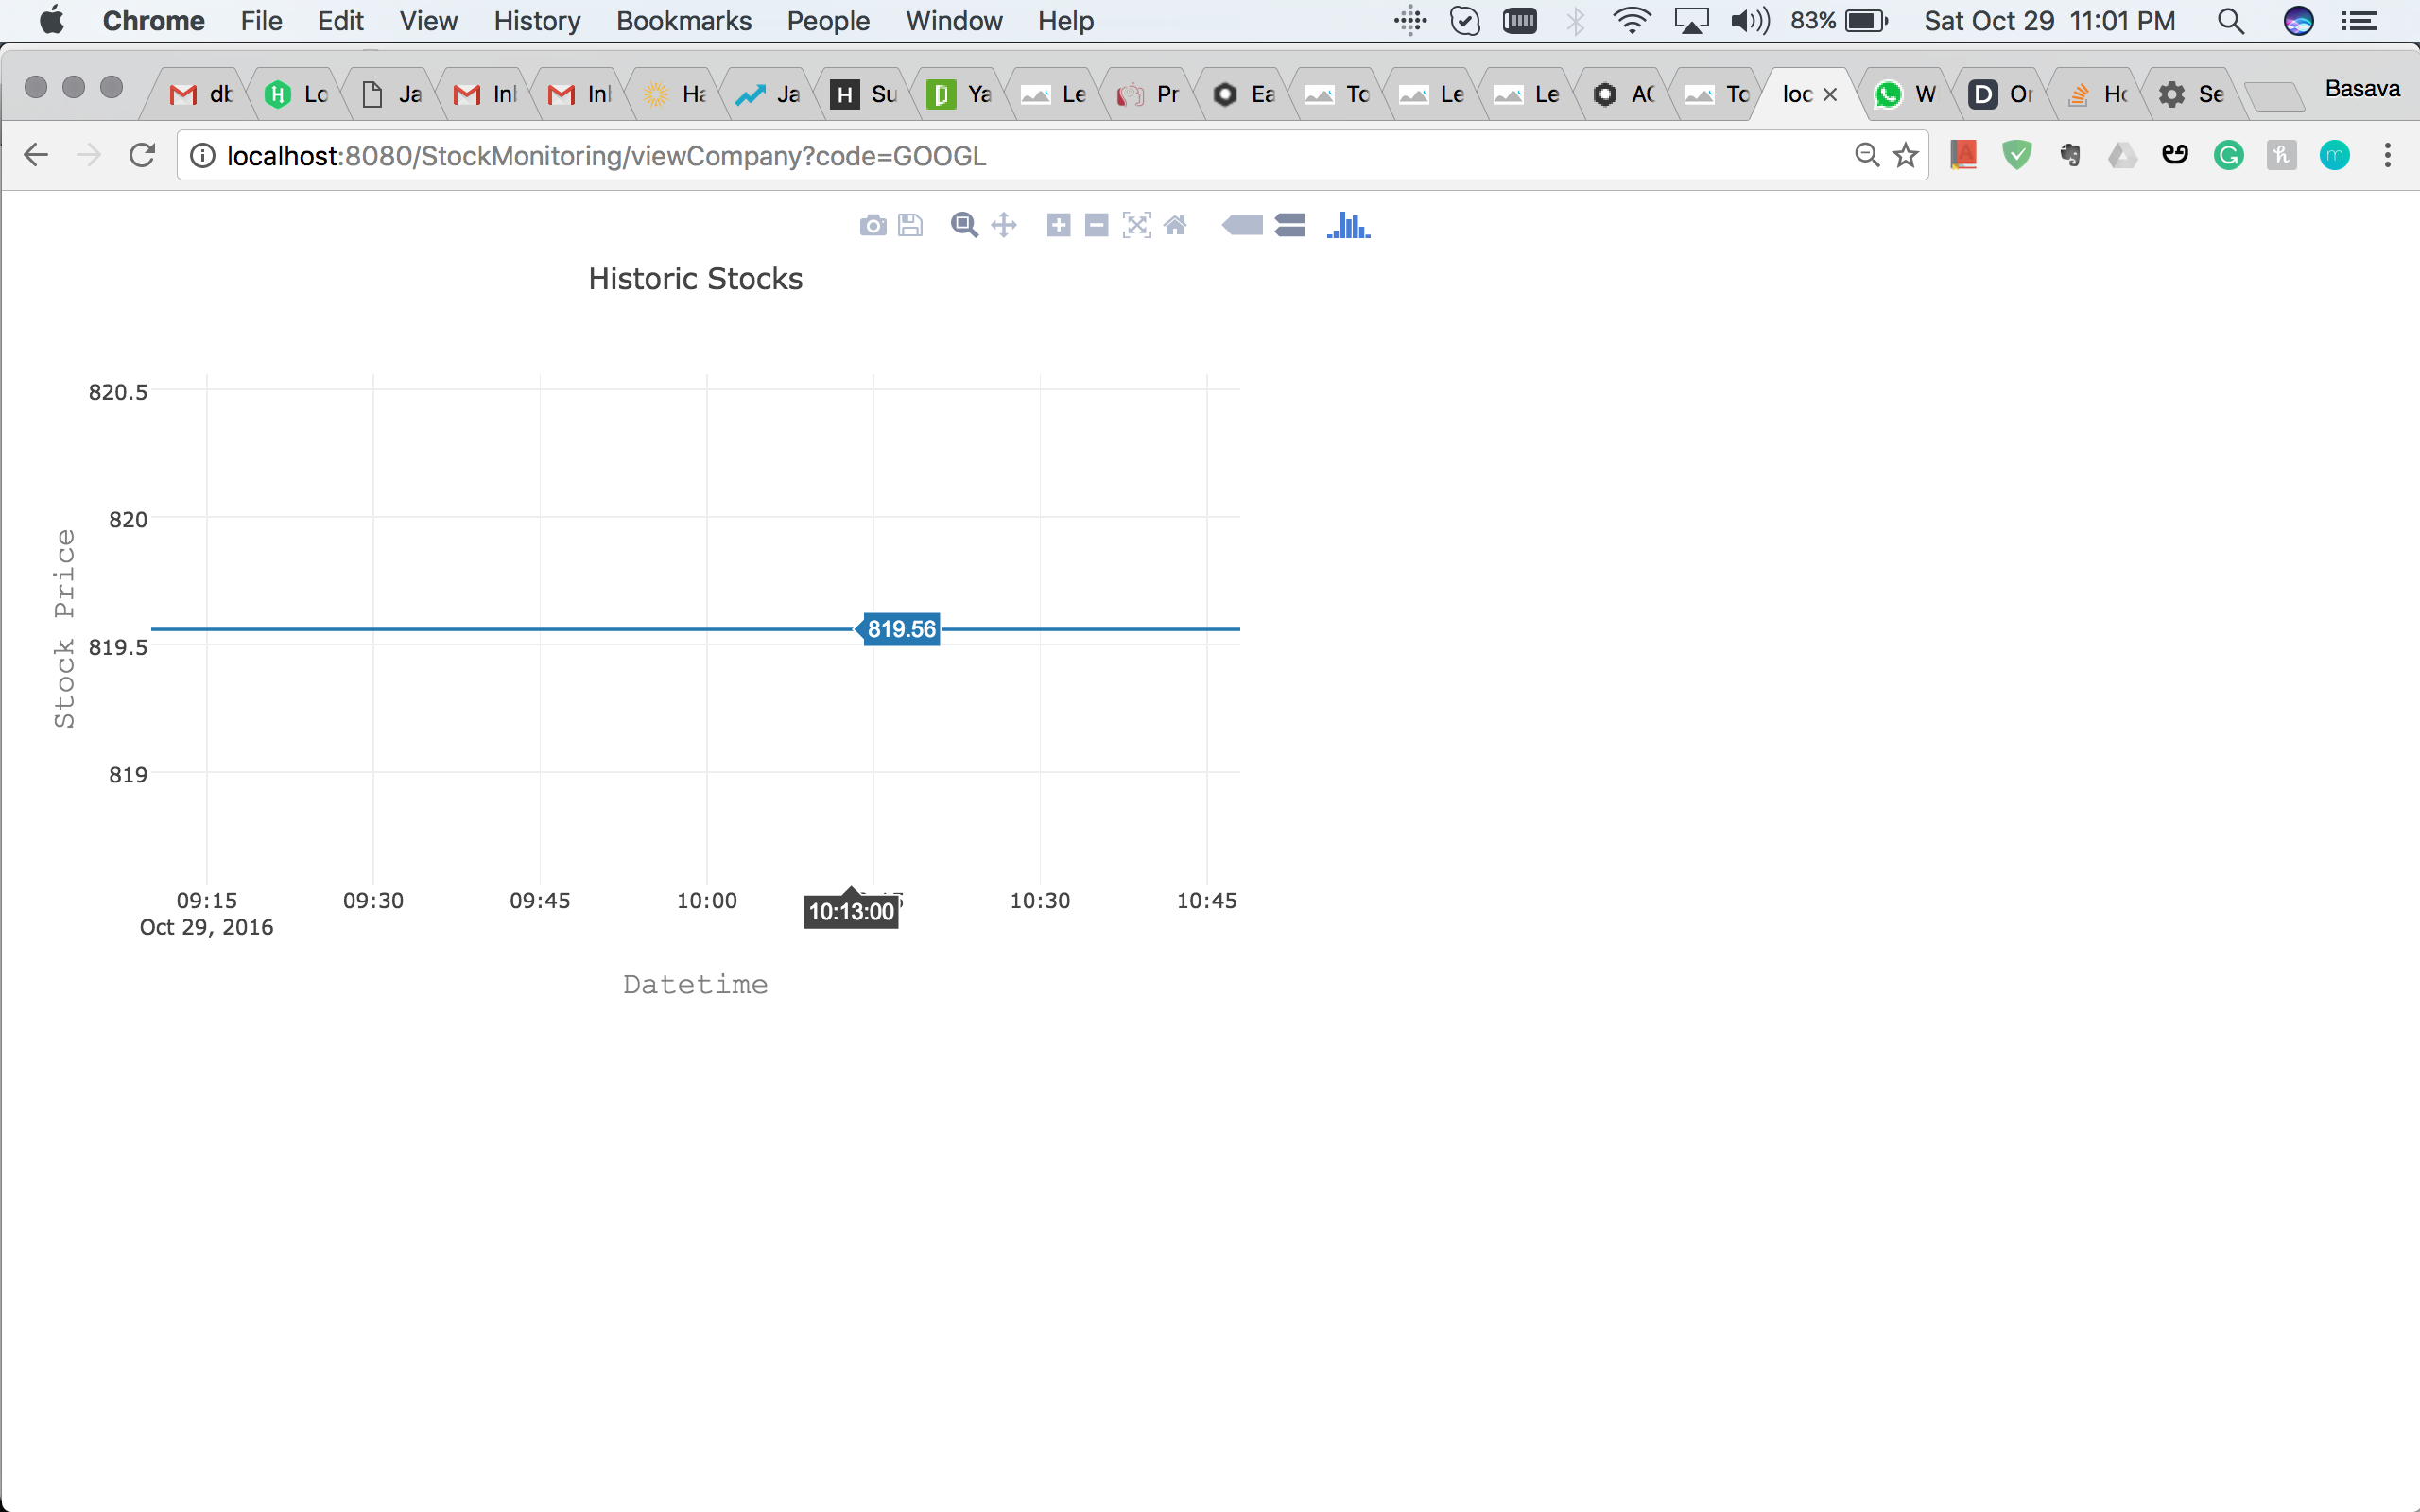 Chrome File Edit View History Bookmarks People Window Help 83% Sat Oct 29 11:01 PM
db Lo Ja Inl Inl Ha Ja H Su Ya Le Pr Ea To Le Le AC To loc W D Or Ho Se Basava
localhost:8080/StockMonitoring/viewCompany?code=GOOGL
Historic Stocks
820.5
820
819.5
819
Stock Price
819.56
09:15 09:30 09:45 10:00 10:13:00 10:30 10:45
Oct 29, 2016
Datetime